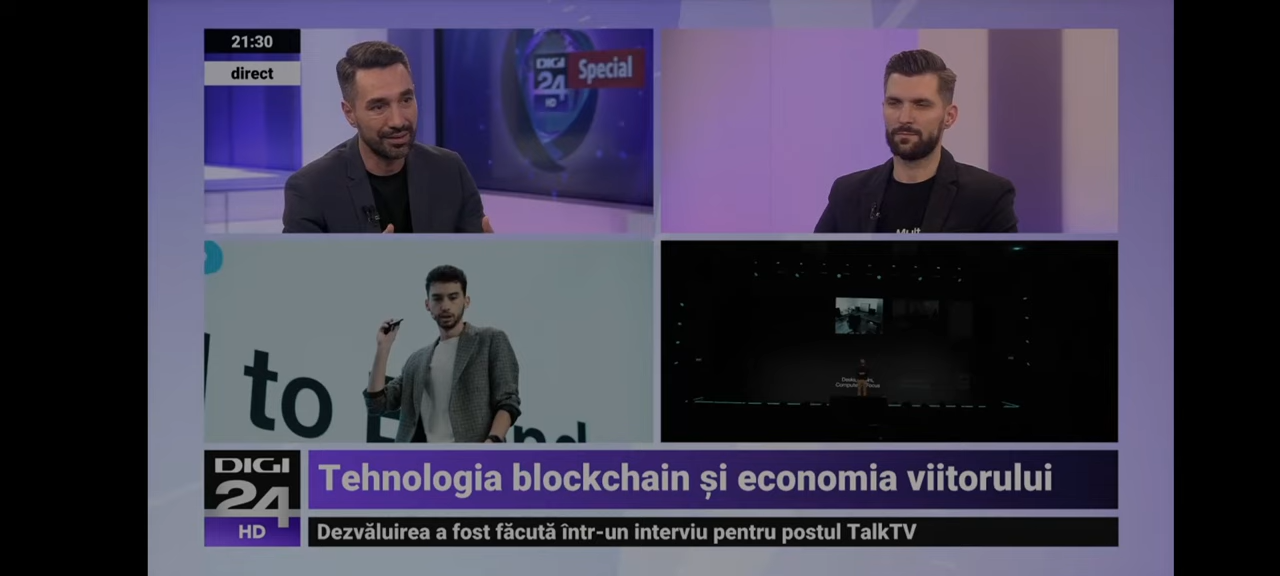 21:30
direct
DIGI
24
HD
Special
Mult
to
Tehnologia blockchain și economia viitorului
DIGI
24
HD
Dezvăluirea a fost făcută într-un interviu pentru postul TalkTV